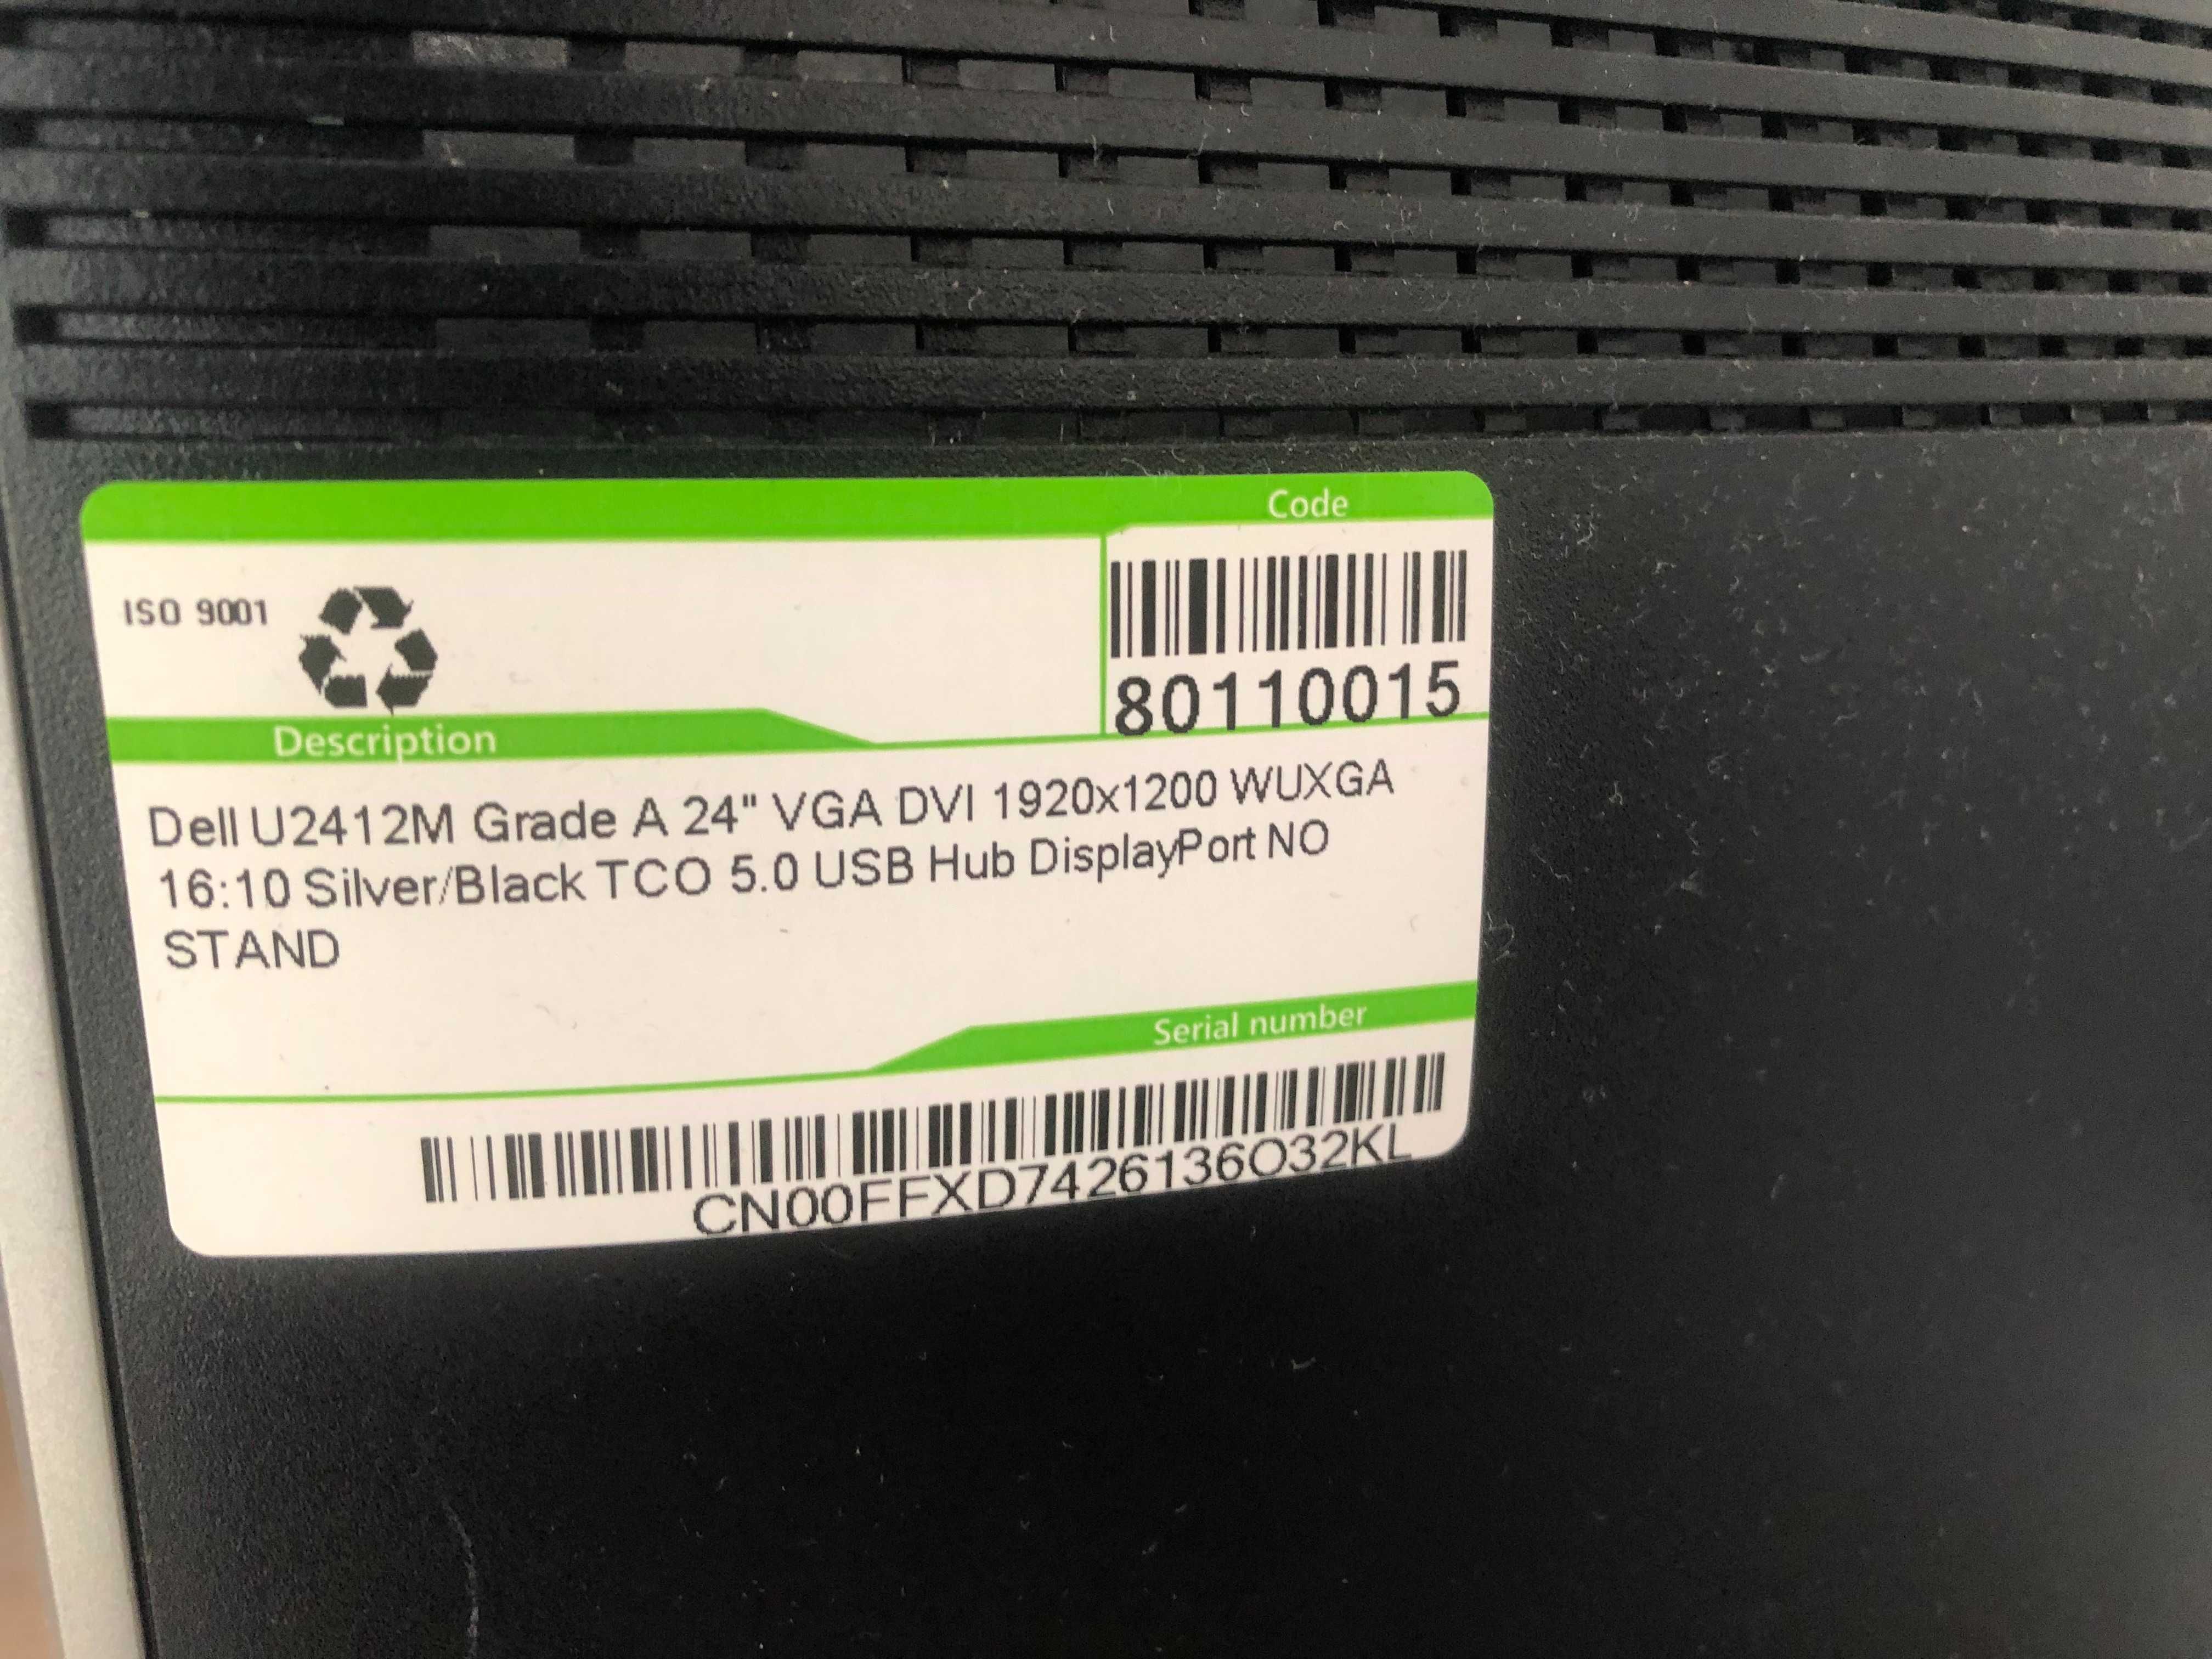 Code
ISO 9001
80110015
Description
Dell U2412M Grade A 24" VGA DVI 1920x1200 WUXGA
16:10 Silver/Black TCO 5.0 USB Hub DisplayPort NO
STAND
Serial number
CN00FFXD7426136O32KL